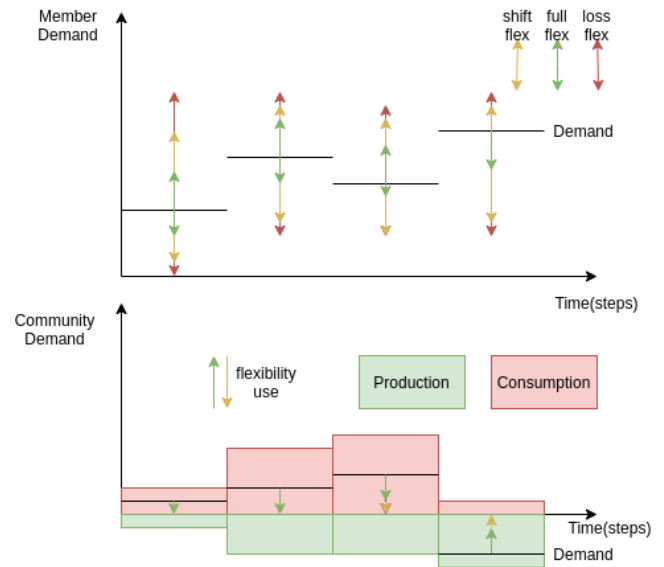 Member
Demand
shift
flex
full
flex
loss
flex
Demand
Time(steps)
Community
Demand
flexibility
use
Production
Consumption
Time(steps)
Demand